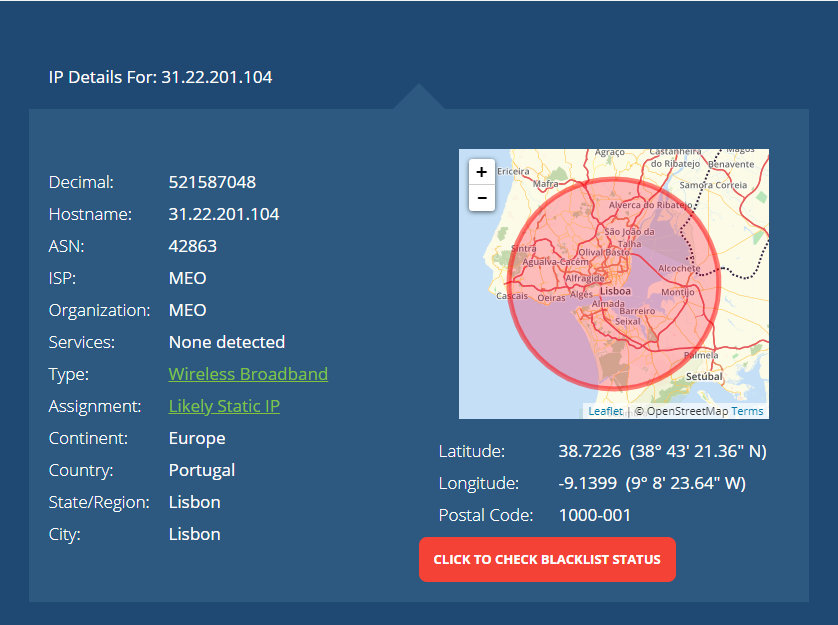 IP Details For: 31.22.201.104
Decimal: 521587048
Hostname: 31.22.201.104
ASN: 42863
ISP: MEO
Organization: MEO
Services: None detected
Type: Wireless Broadband
Assignment: Likely Static IP
Continent: Europe
Country: Portugal
State/Region: Lisbon
City: Lisbon
+
−
Agraço
Castanheira
do Ribatejo
Magos
Benavente
Ericeira
Mafra
Samora Correia
Alverca do Ribatejo
São João da
Talha
Sintra
Olival Basto
Agualva-Cacém
Alcochete
Alfragide
Cascais
Oeiras
Algés
Lisboa
Montijo
Almada
Barreiro
Seixal
Palmela
Setúbal
Leaflet | © OpenStreetMap Terms
Latitude: 38.7226 (38° 43' 21.36" N)
Longitude: -9.1399 (9° 8' 23.64" W)
Postal Code: 1000-001
CLICK TO CHECK BLACKLIST STATUS